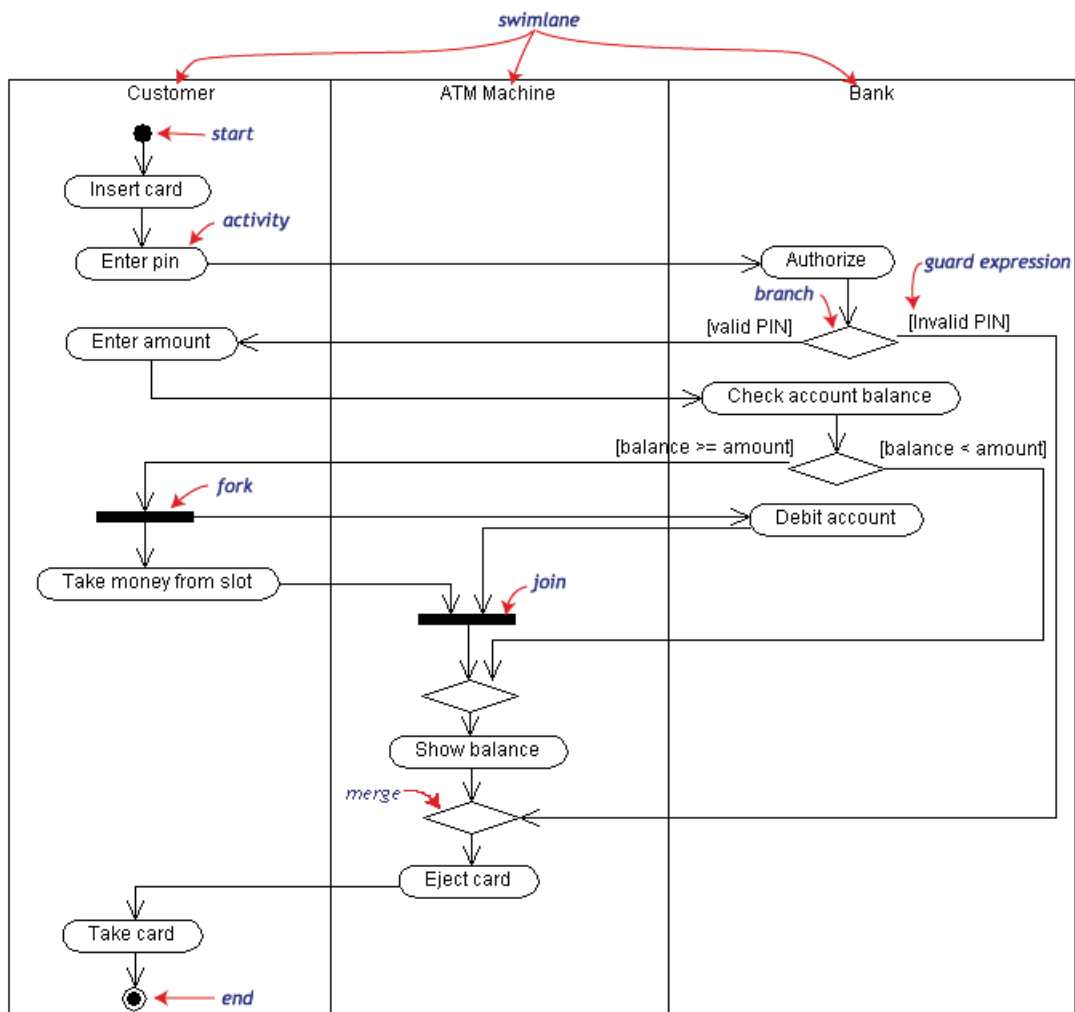 swimlane
Customer
ATM Machine
Bank
start
Insert card
activity
Enter pin
Authorize
guard expression
branch
[valid PIN]
[Invalid PIN]
Enter amount
Check account balance
[balance >= amount]
[balance < amount]
fork
Debit account
Take money from slot
join
Show balance
merge
Eject card
Take card
end